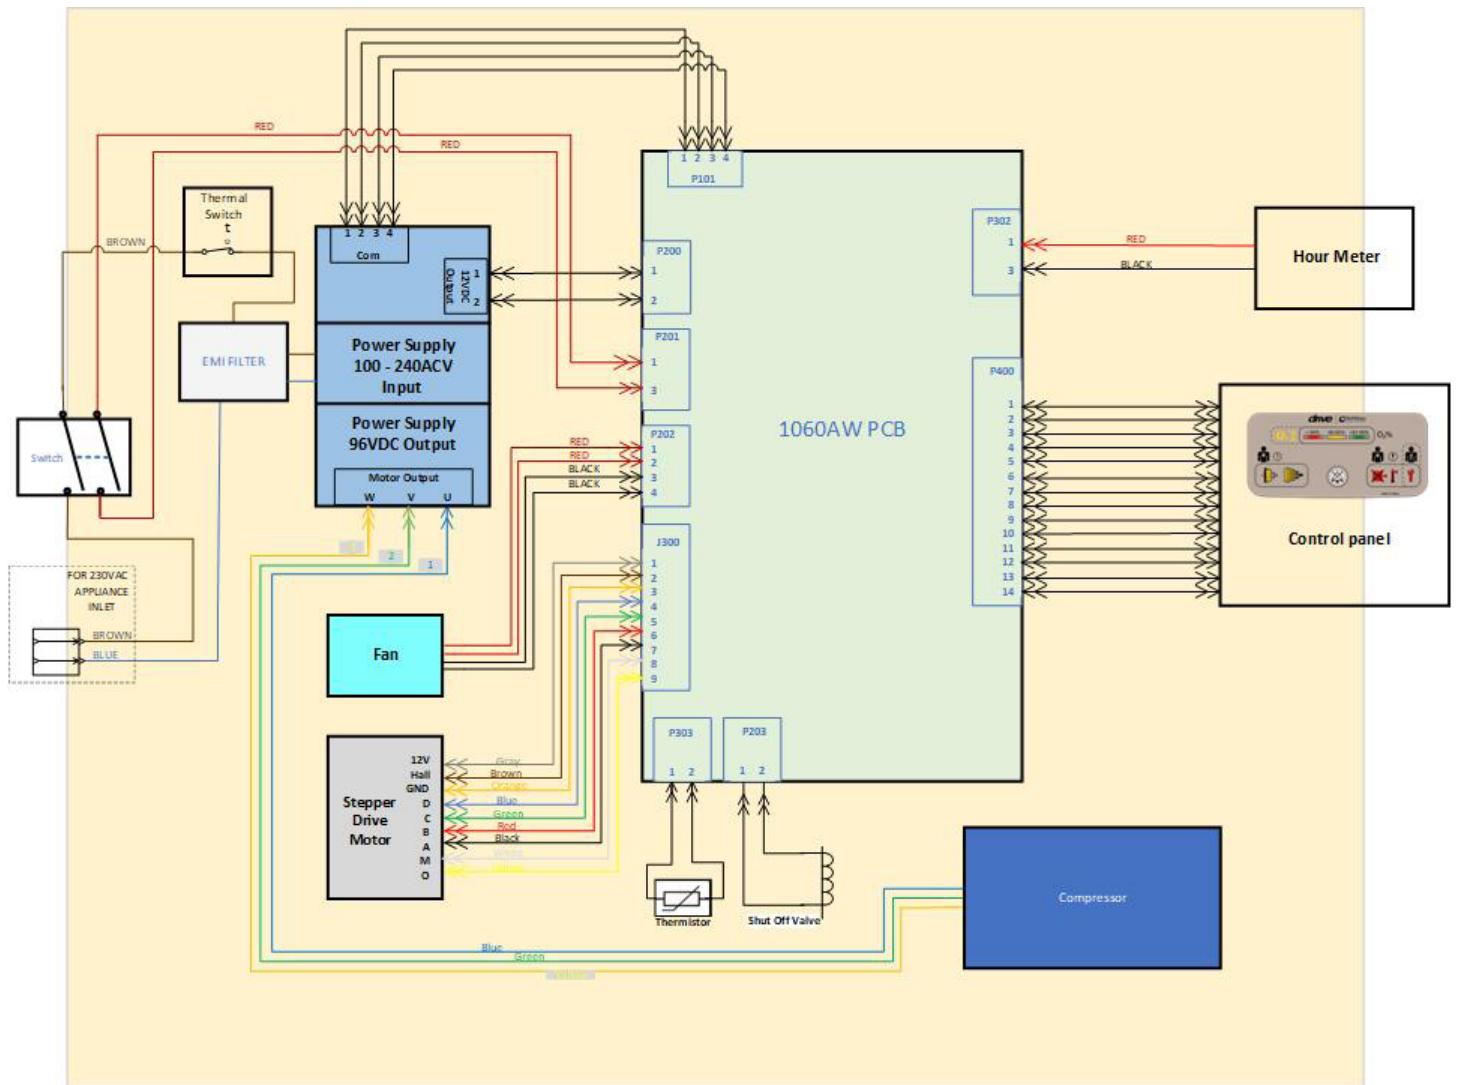 RED
RED
1 2 3 4
P101
Thermal
Switch
t
BROWN
1 2 3 4
Com
12VDC
Output
1
2
P200
1
2
P302
1
3
RED
BLACK
Hour Meter
EMI FILTER
Power Supply
100 - 240ACV
Input
P201
1
3
1060AW PCB
Power Supply
96VDC Output
Motor Output
W V U
Switch
RED
RED
BLACK
BLACK
P202
1
2
3
4
P400
1
2
3
4
5
6
7
8
9
10
11
12
13
14
drive
O₂%
Control panel
2
1
FOR 230VAC
APPLIANCE
INLET
BROWN
BLUE
Fan
J300
1
2
3
4
5
6
7
8
9
Stepper
Drive
Motor
12V
Hall
GND
D
C
B
A
M
O
Gray
Brown
Orange
Blue
Green
Red
Black
White
P303
1 2
P203
1 2
Thermistor
Shut Off Valve
Compressor
Blue
Green